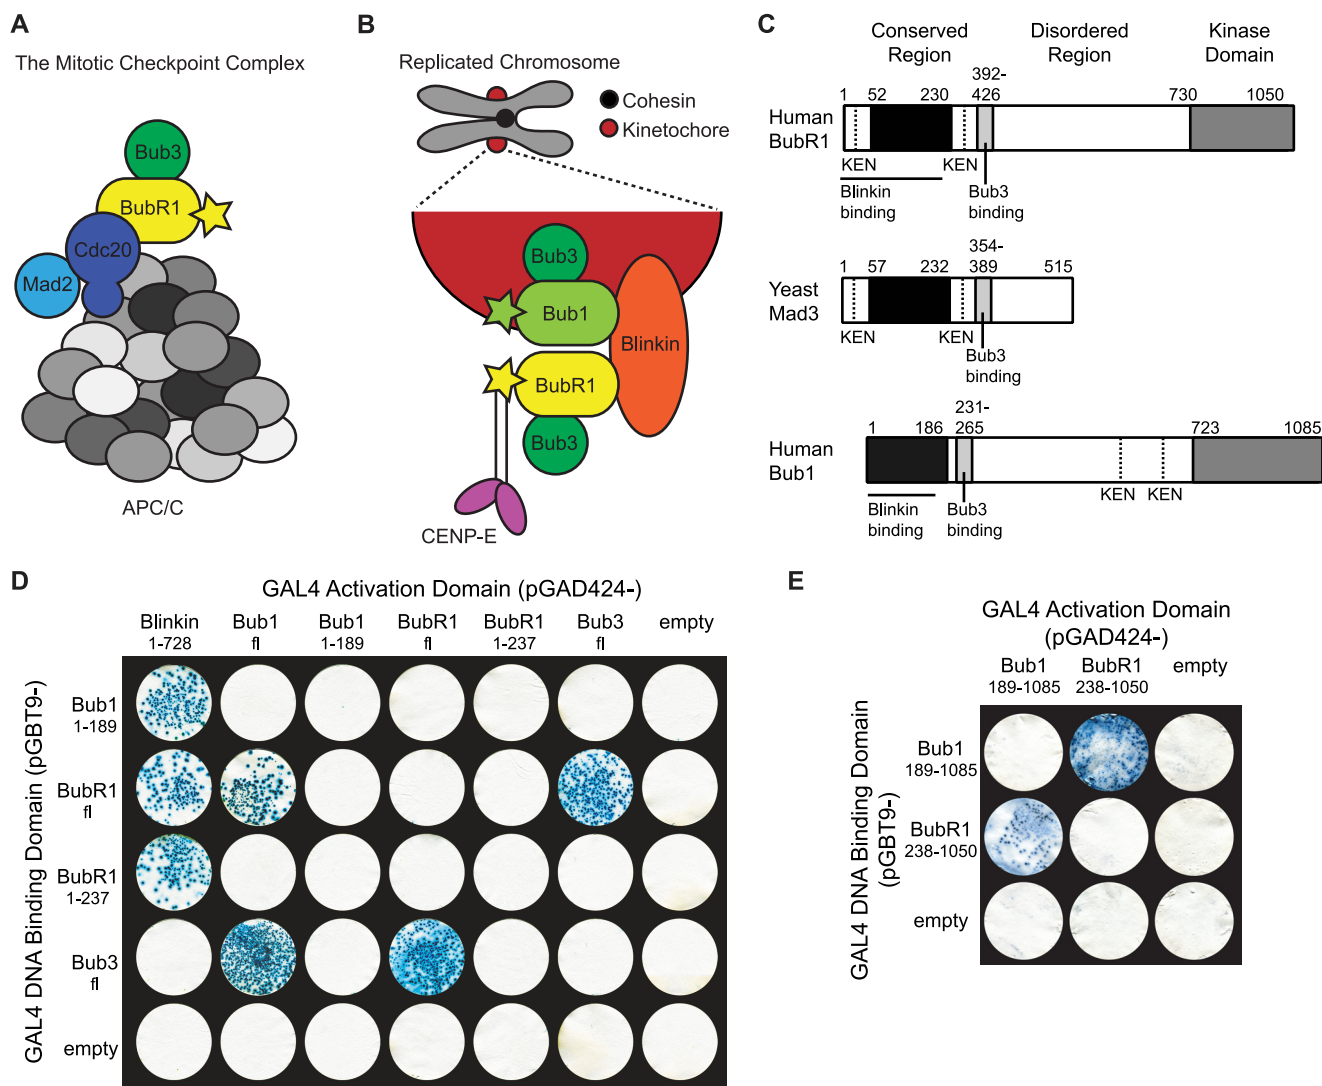 A
The Mitotic Checkpoint Complex
Bub3
BubR1
Cdc20
Mad2
APC/C
B
Replicated Chromosome
Cohesin
Kinetochore
Bub3
Bub1
Blinkin
BubR1
Bub3
CENP-E
C
Conserved Region
Disordered Region
Kinase Domain
Human BubR1
1 52 230 392-426 730 1050
KEN KEN
Blinkin binding
Bub3 binding
Yeast Mad3
1 57 232 354-389 515
KEN KEN
Bub3 binding
Human Bub1
1 186 231-265 723 1085
KEN KEN
Blinkin binding
Bub3 binding
D
GAL4 Activation Domain (pGAD424-)
Blinkin Bub1 Bub1 BubR1 BubR1 Bub3 empty
1-728 fl 1-189 fl 1-237 fl
GAL4 DNA Binding Domain (pGBT9-)
Bub1
1-189
BubR1
fl
BubR1
1-237
Bub3
fl
empty
E
GAL4 Activation Domain
(pGAD424-)
Bub1 BubR1 empty
189-1085 238-1050
GAL4 DNA Binding Domain
(pGBT9-)
Bub1
189-1085
BubR1
238-1050
empty